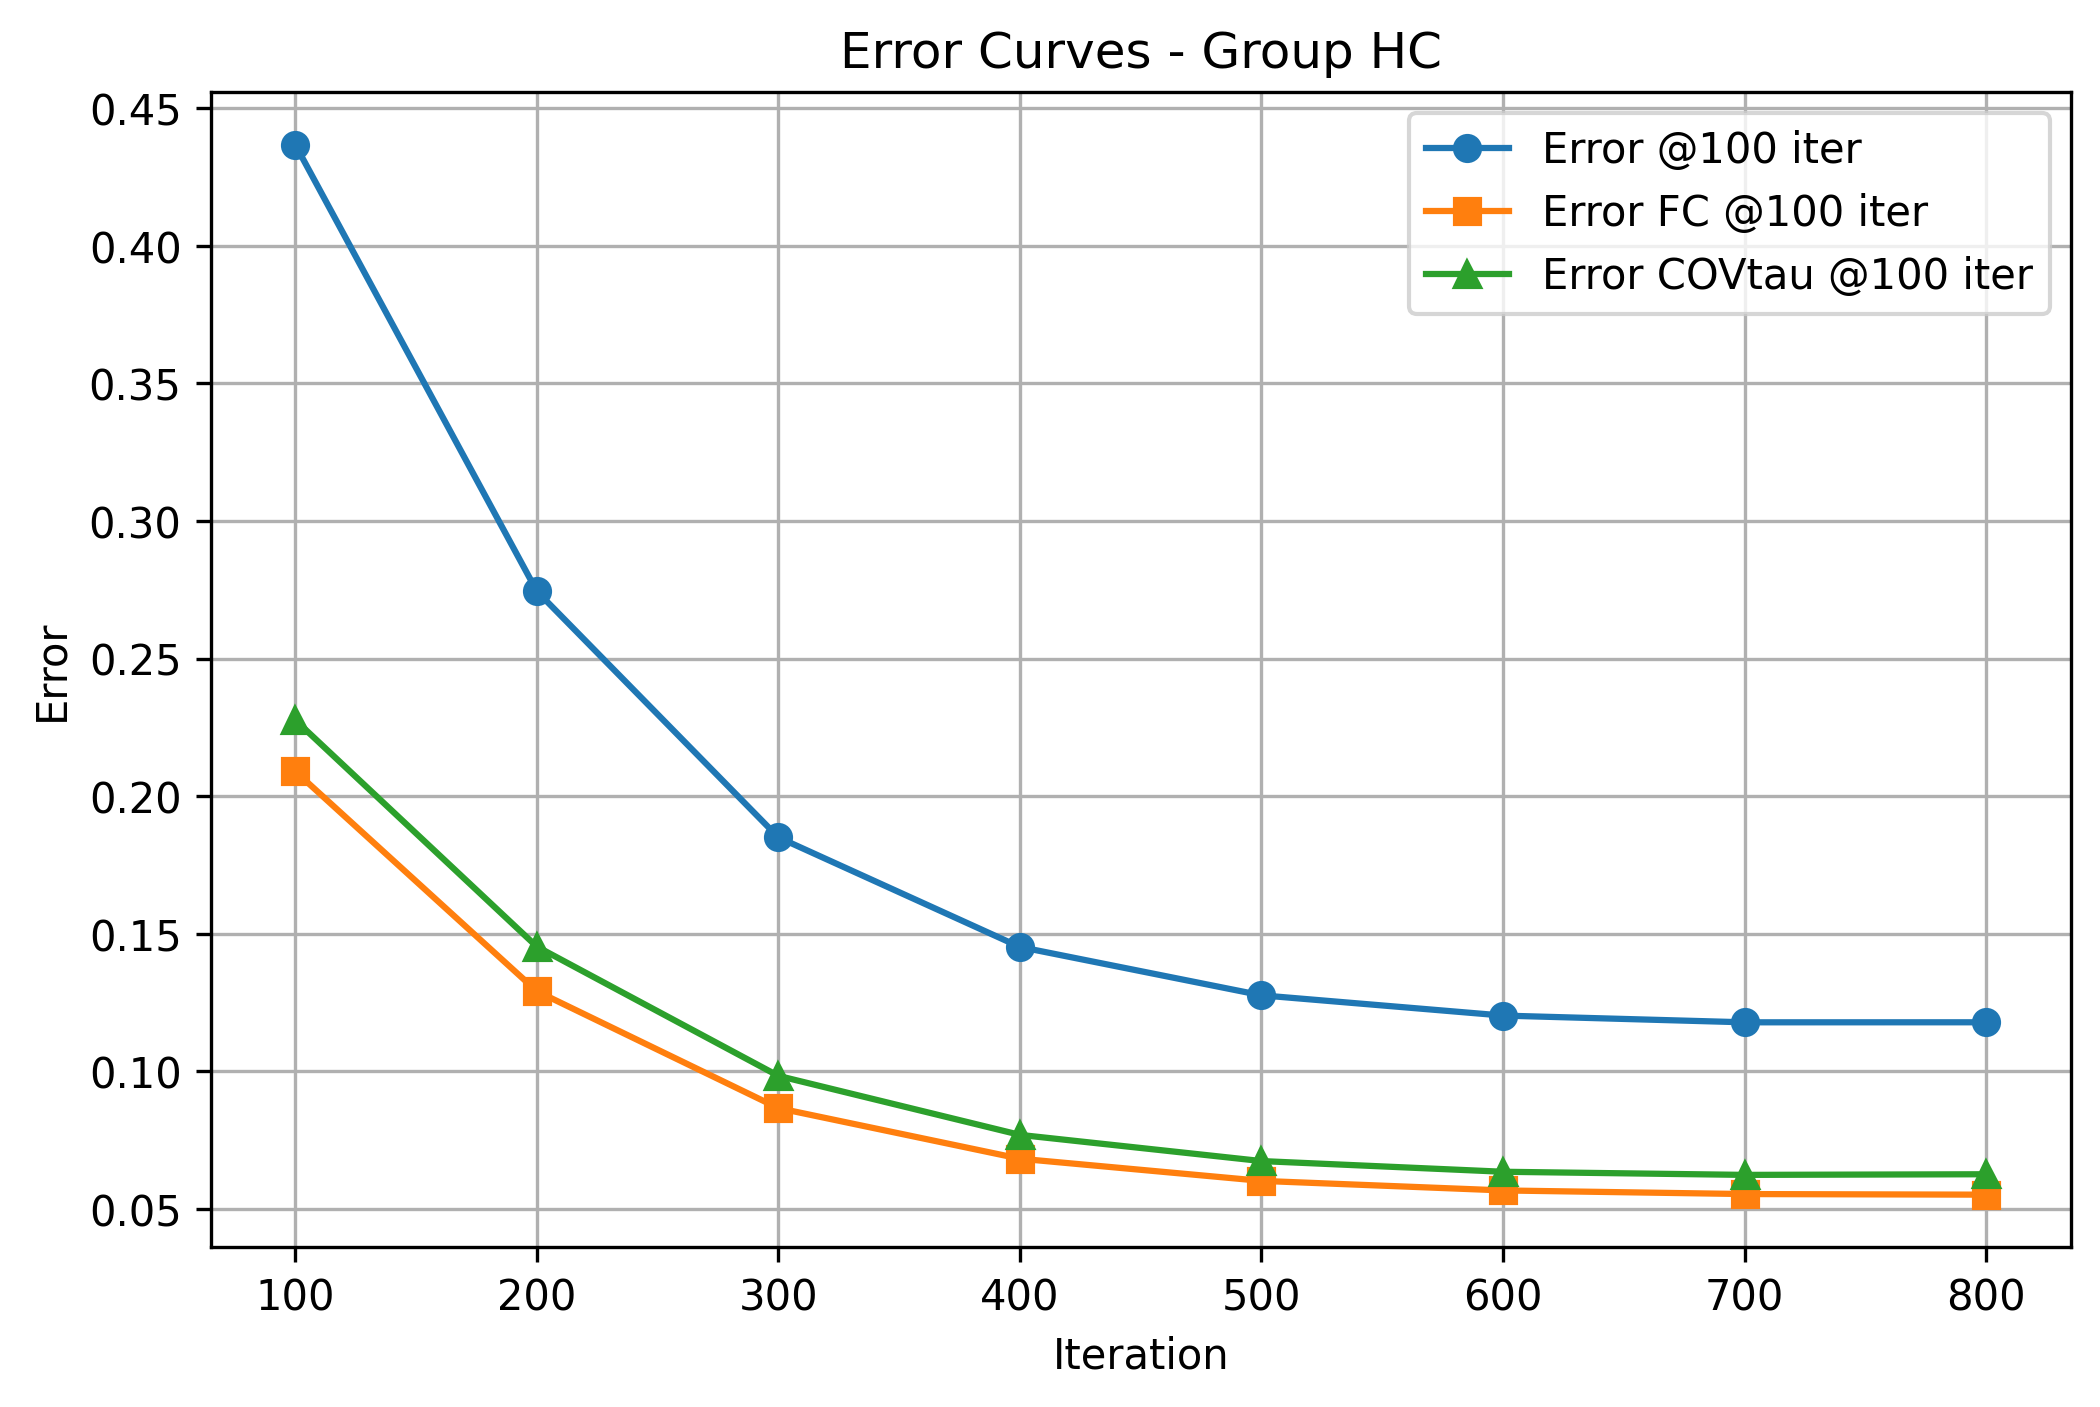 Error Curves - Group HC
Error @100 iter
Error FC @100 iter
Error COVtau @100 iter
Error
0.45
0.40
0.35
0.30
0.25
0.20
0.15
0.10
0.05
100 200 300 400 500 600 700 800
Iteration